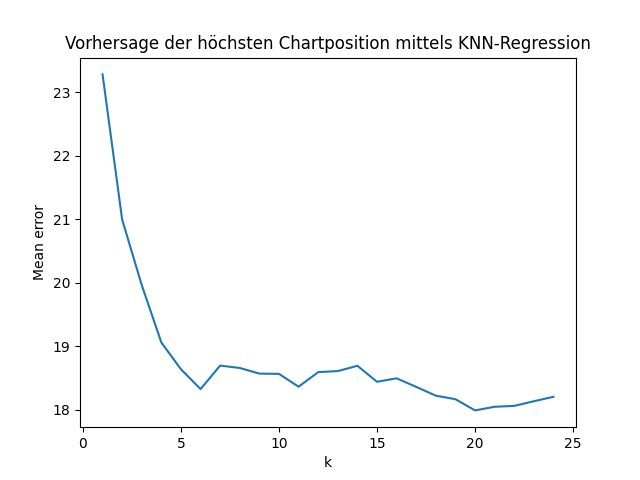 Vorhersage der höchsten Chartposition mittels KNN-Regression
23
22
21
20
19
18
Mean error
0 5 10 15 20 25
k